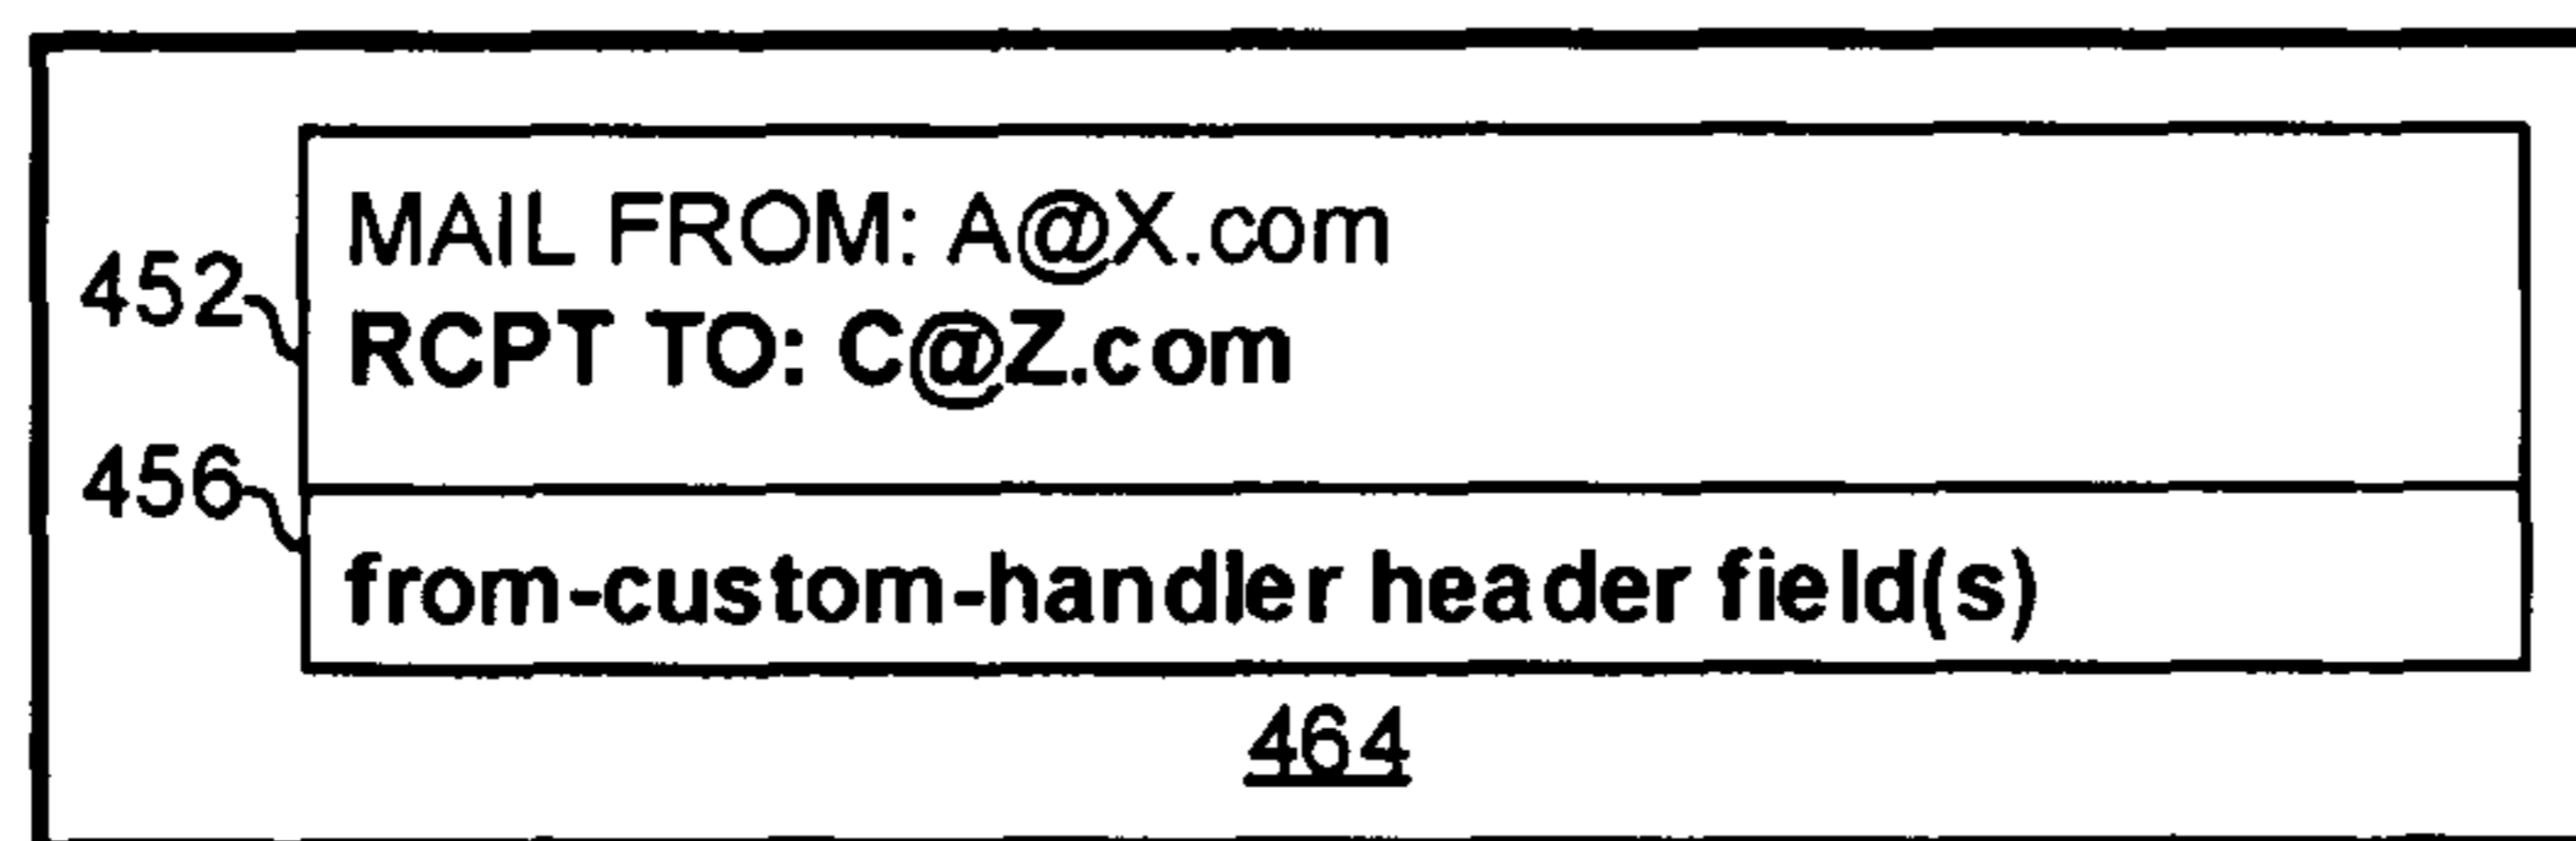 MAIL FROM: A@X.com
452
RCPT TO: C@Z.com
456
from-custom-handler header field(s)
464